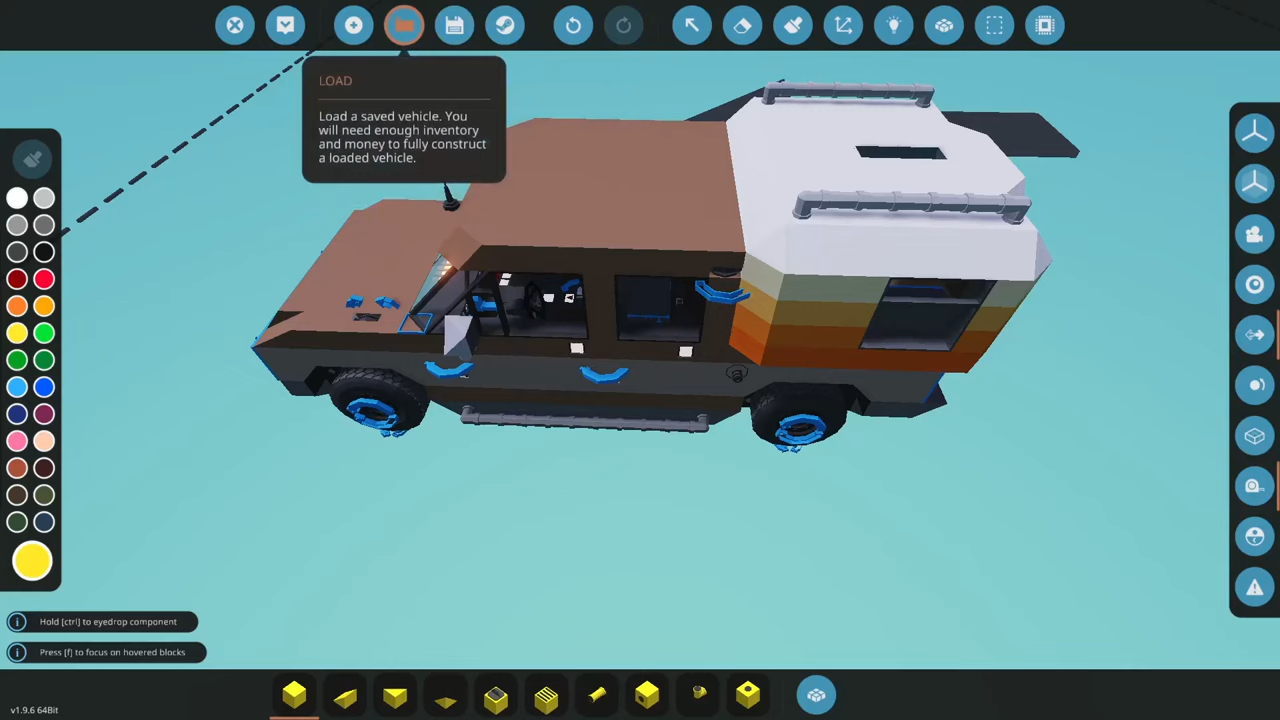 LOAD
Load a saved vehicle. You
will need enough inventory
and money to fully construct
a loaded vehicle.
Hold [ctrl] to eyedrop component
Press [f] to focus on hovered blocks
v1.9.6 64Bit